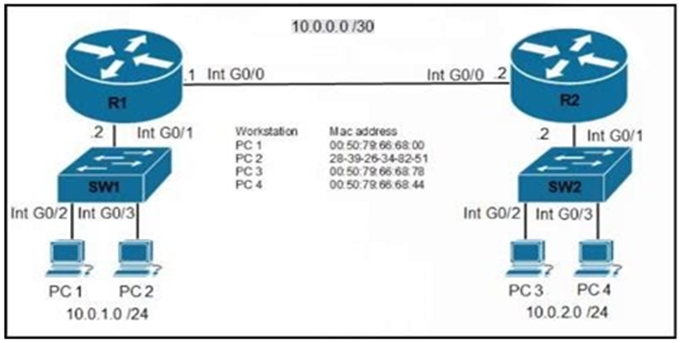 10.0.0.0 /30
.1 Int G0/0 Int G0/0 .2
R1 R2
.2 Int G0/1 .2 Int G0/1
Workstation Mac address
PC 1 00:50:79:66:68:00
PC 2 28-39-26-34-82-51
PC 3 00:50:79:66:68:78
PC 4 00:50:79:66:68:44
SW1 SW2
Int G0/2 Int G0/3 Int G0/2 Int G0/3
PC 1 PC 2 PC 3 PC 4
10.0.1.0 /24 10.0.2.0 /24